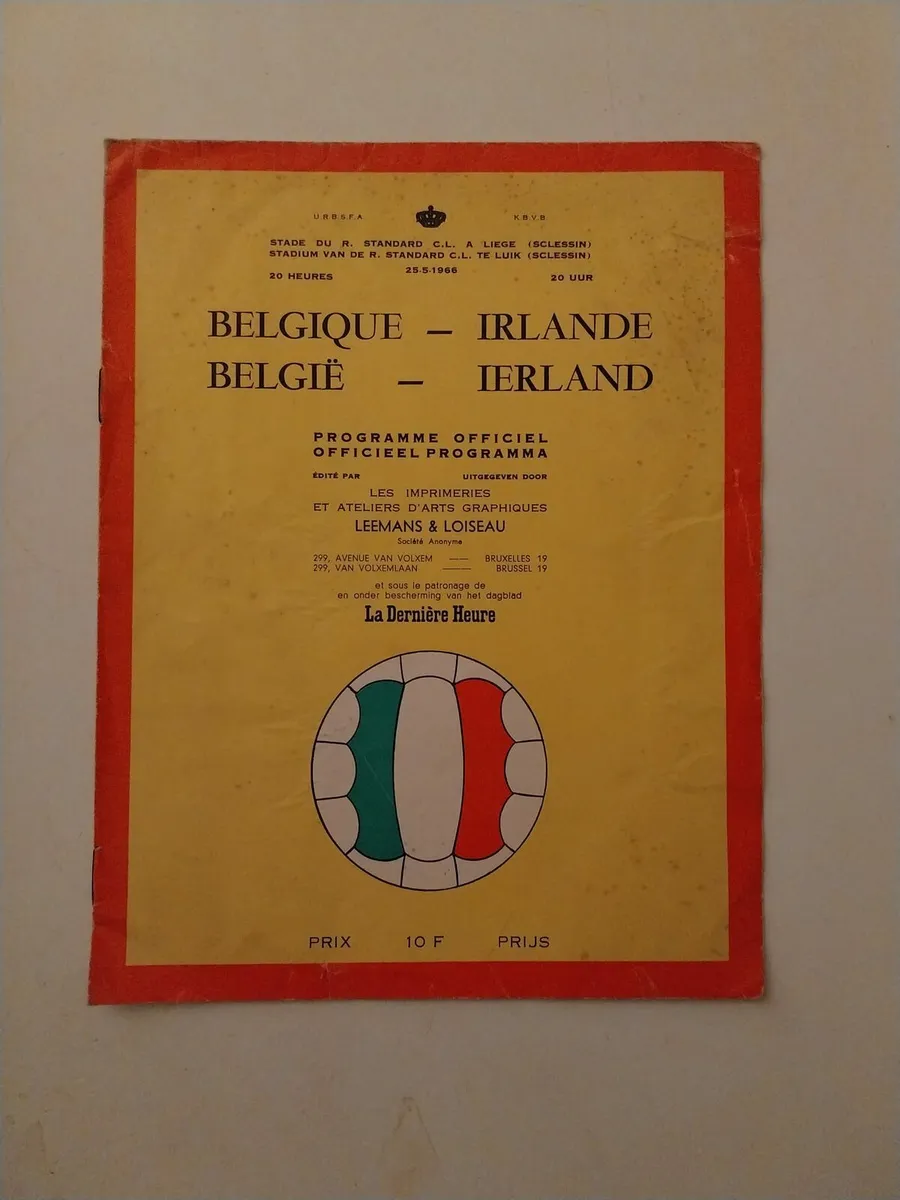 U.R.B.S.F.A. K.B.V.B.
STADE DU R. STANDARD C.L. A LIEGE (SCLESSIN)
STADIUM VAN DE R. STANDARD C.L. TE LUIK (SCLESSIN)
20 HEURES 25-5-1966 20 UUR
BELGIQUE – IRLANDE
BELGIË – IERLAND
PROGRAMME OFFICIEL
OFFICIEEL PROGRAMMA
ÉDITÉ PAR UITGEGEVEN DOOR
LES IMPRIMERIES
ET ATELIERS D'ARTS GRAPHIQUES
LEEMANS & LOISEAU
Société Anonyme
299, AVENUE VAN VOLXEM —— BRUXELLES 19
299, VAN VOLXEMLAAN —— BRUSSEL 19
et sous le patronage de
en onder bescherming van het dagblad
La Dernière Heure
PRIX 10 F PRIJS